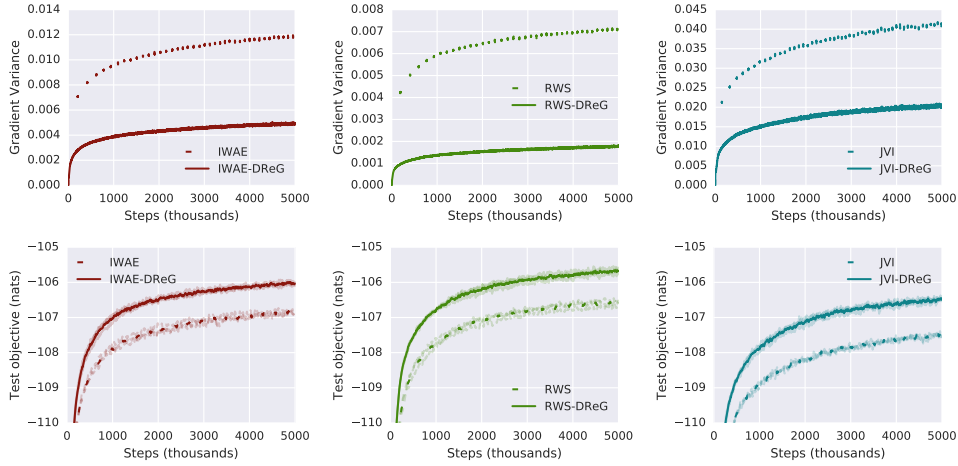 0.014
0.012
0.010
0.008
0.006
0.004
0.002
0.000
Gradient Variance
IWAE
IWAE-DReG
0 1000 2000 3000 4000 5000
Steps (thousands)
0.008
0.007
0.006
0.005
0.004
0.003
0.002
0.001
0.000
Gradient Variance
RWS
RWS-DReG
0 1000 2000 3000 4000 5000
Steps (thousands)
0.045
0.040
0.035
0.030
0.025
0.020
0.015
0.010
0.005
0.000
Gradient Variance
JVI
JVI-DReG
0 1000 2000 3000 4000 5000
Steps (thousands)
−105
−106
−107
−108
−109
−110
Test objective (nats)
IWAE
IWAE-DReG
0 1000 2000 3000 4000 5000
Steps (thousands)
−105
−106
−107
−108
−109
−110
Test objective (nats)
RWS
RWS-DReG
0 1000 2000 3000 4000 5000
Steps (thousands)
−105
−106
−107
−108
−109
−110
Test objective (nats)
JVI
JVI-DReG
0 1000 2000 3000 4000 5000
Steps (thousands)